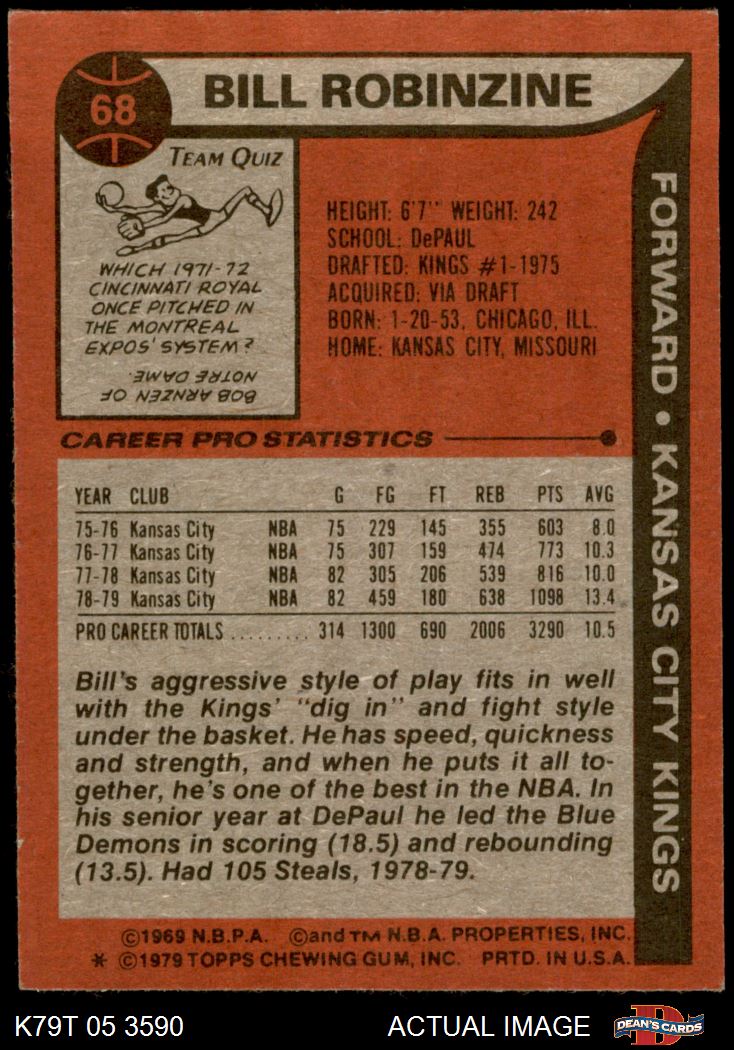 68
BILL ROBINZINE
TEAM QUIZ
WHICH 1971-72
CINCINNATI ROYAL
ONCE PITCHED IN
THE MONTREAL
EXPOS' SYSTEM?
BOB ARNZEN OF
NOTRE DAME.
HEIGHT: 6'7" WEIGHT: 242
SCHOOL: DePAUL
DRAFTED: KINGS #1-1975
ACQUIRED: VIA DRAFT
BORN: 1-20-53, CHICAGO, ILL.
HOME: KANSAS CITY, MISSOURI
FORWARD • KANSAS CITY KINGS
CAREER PRO STATISTICS
YEAR CLUB G FG FT REB PTS AVG
75-76 Kansas City NBA 75 229 145 355 603 8.0
76-77 Kansas City NBA 75 307 159 474 773 10.3
77-78 Kansas City NBA 82 305 206 539 816 10.0
78-79 Kansas City NBA 82 459 180 638 1098 13.4
PRO CAREER TOTALS ......... 314 1300 690 2006 3290 10.5
Bill's aggressive style of play fits in well
with the Kings' "dig in" and fight style
under the basket. He has speed, quickness
and strength, and when he puts it all to-
gether, he's one of the best in the NBA. In
his senior year at DePaul he led the Blue
Demons in scoring (18.5) and rebounding
(13.5). Had 105 Steals, 1978-79.
©1969 N.B.P.A. ©and TM N.B.A. PROPERTIES, INC.
* ©1979 TOPPS CHEWING GUM, INC. PRTD. IN U.S.A.
K79T 05 3590 ACTUAL IMAGE
D
DEAN'S CARDS